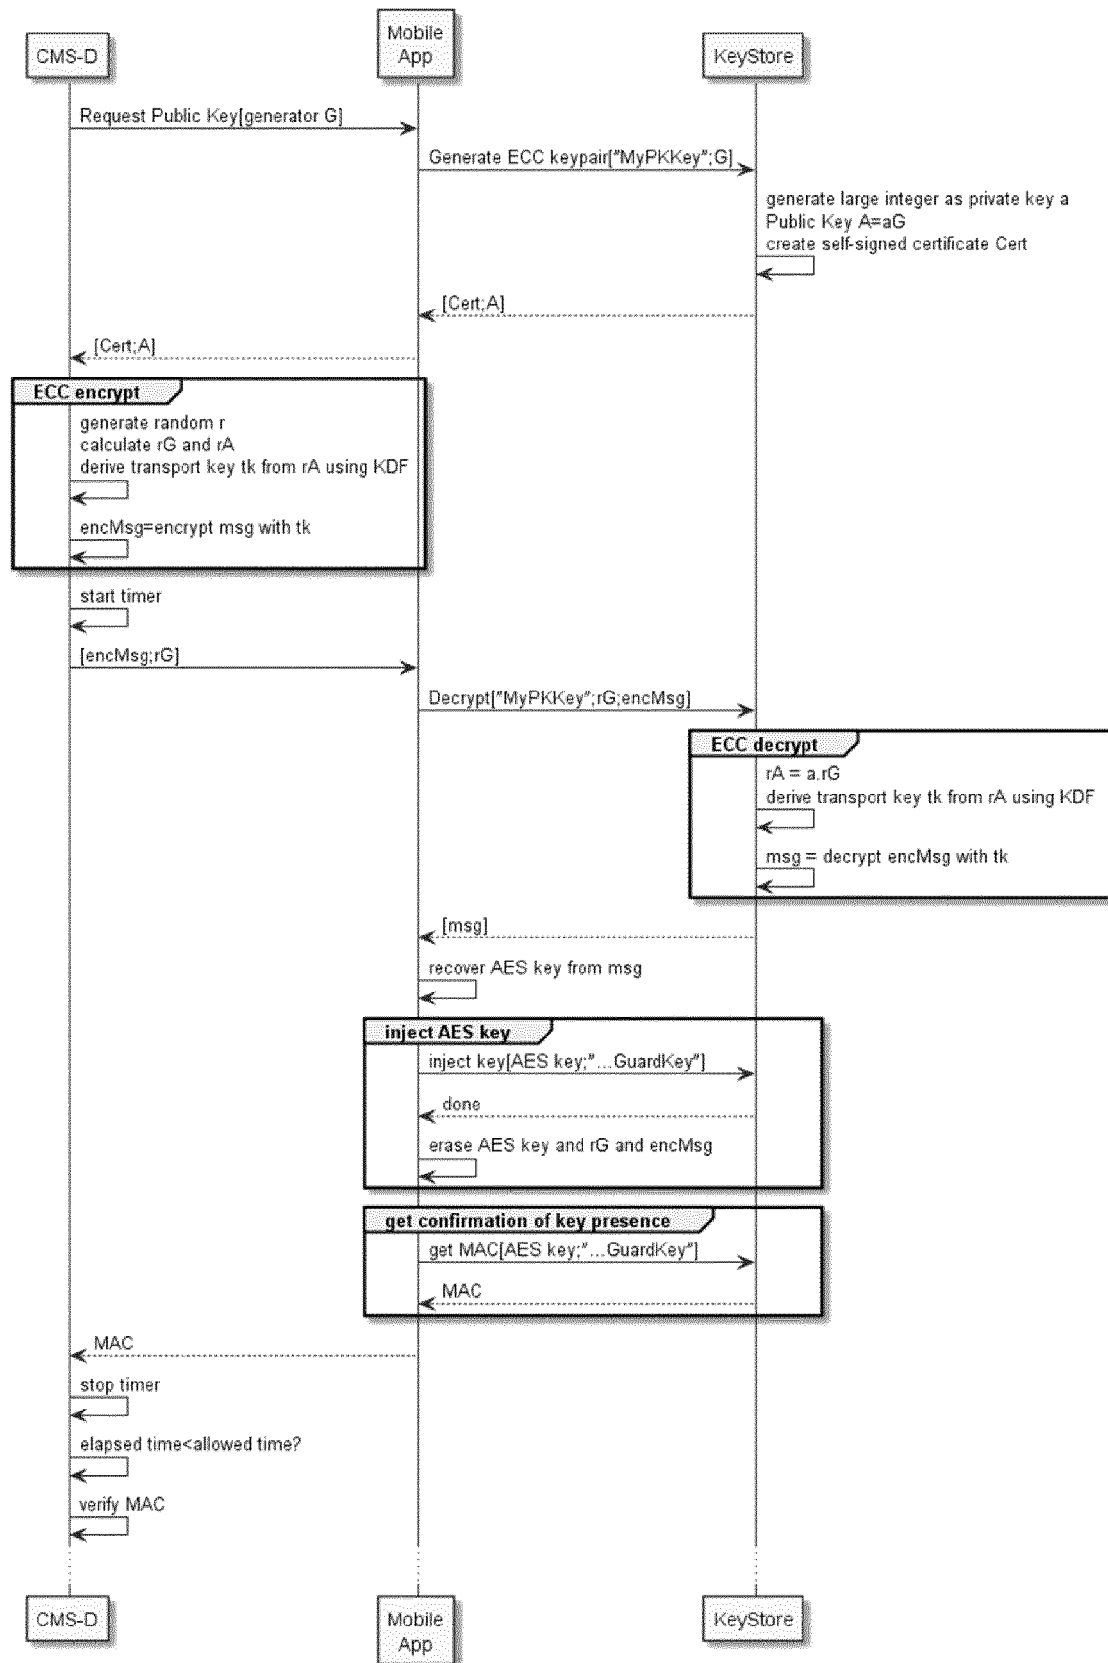 CMS-D
Mobile
App
KeyStore
Request Public Key[generator G]
Generate ECC keypair["MyPKKey";G]
generate large integer as private key a
Public Key A=aG
create self-signed certificate Cert
[Cert;A]
[Cert;A]
ECC encrypt
generate random r
calculate rG and rA
derive transport key tk from rA using KDF
encMsg=encrypt msg with tk
start timer
[encMsg;rG]
Decrypt["MyPKKey";rG;encMsg]
ECC decrypt
rA = a.rG
derive transport key tk from rA using KDF
msg = decrypt encMsg with tk
[msg]
recover AES key from msg
inject AES key
inject key[AES key;"...GuardKey"]
done
erase AES key and rG and encMsg
get confirmation of key presence
get MAC[AES key;"...GuardKey"]
MAC
MAC
stop timer
elapsed time<allowed time?
verify MAC
CMS-D
Mobile
App
KeyStore